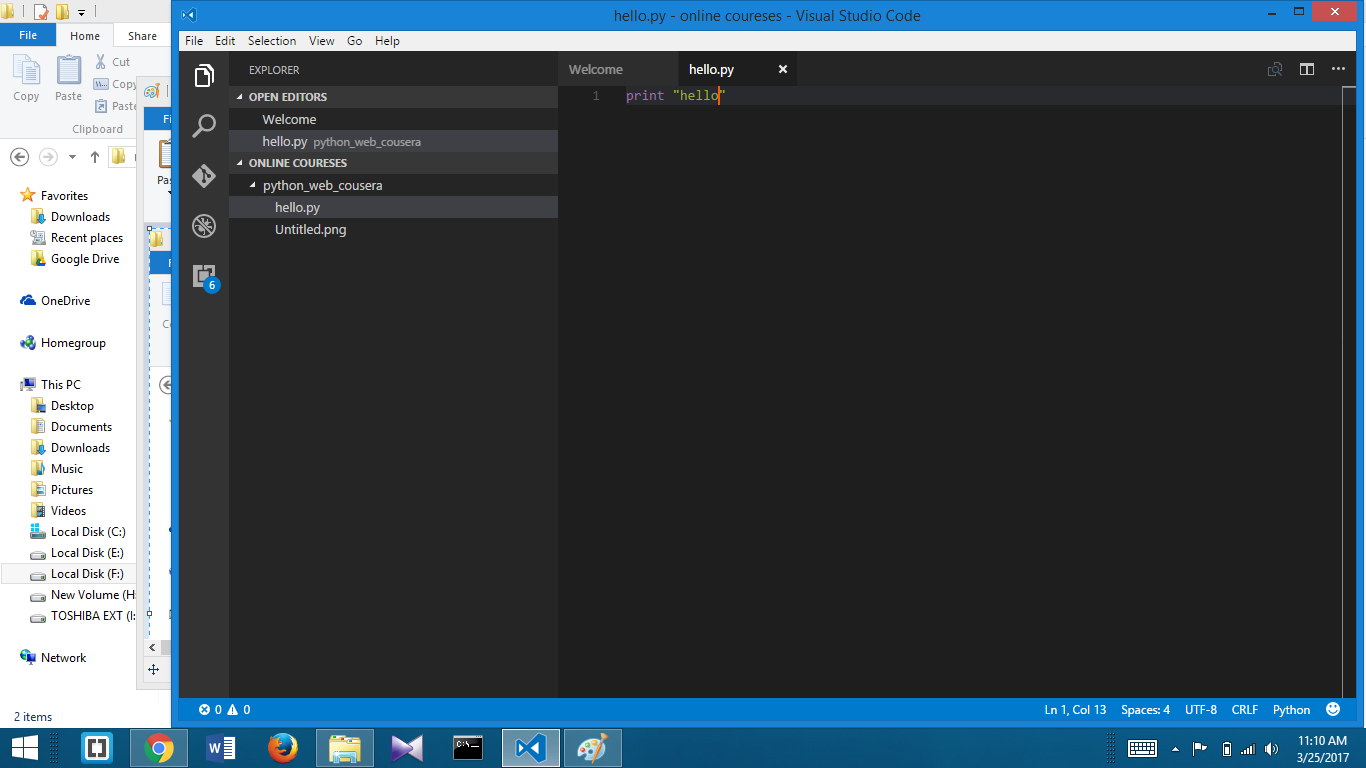 hello.py - online coureses - Visual Studio Code
File Edit Selection View Go Help
File Home Share
Copy Paste Cut
Copy
Paste
Clipboard
Favorites
Downloads
Recent places
Google Drive
OneDrive
Homegroup
This PC
Desktop
Documents
Downloads
Music
Pictures
Videos
Local Disk (C:)
Local Disk (E:)
Local Disk (F:)
New Volume (H:
TOSHIBA EXT (I:
Network
2 items
EXPLORER
OPEN EDITORS
Welcome
hello.py python_web_cousera
ONLINE COURESES
python_web_cousera
hello.py
Untitled.png
6
Welcome hello.py
1 print "hello"
0 0 Ln 1, Col 13 Spaces: 4 UTF-8 CRLF Python
11:10 AM
3/25/2017